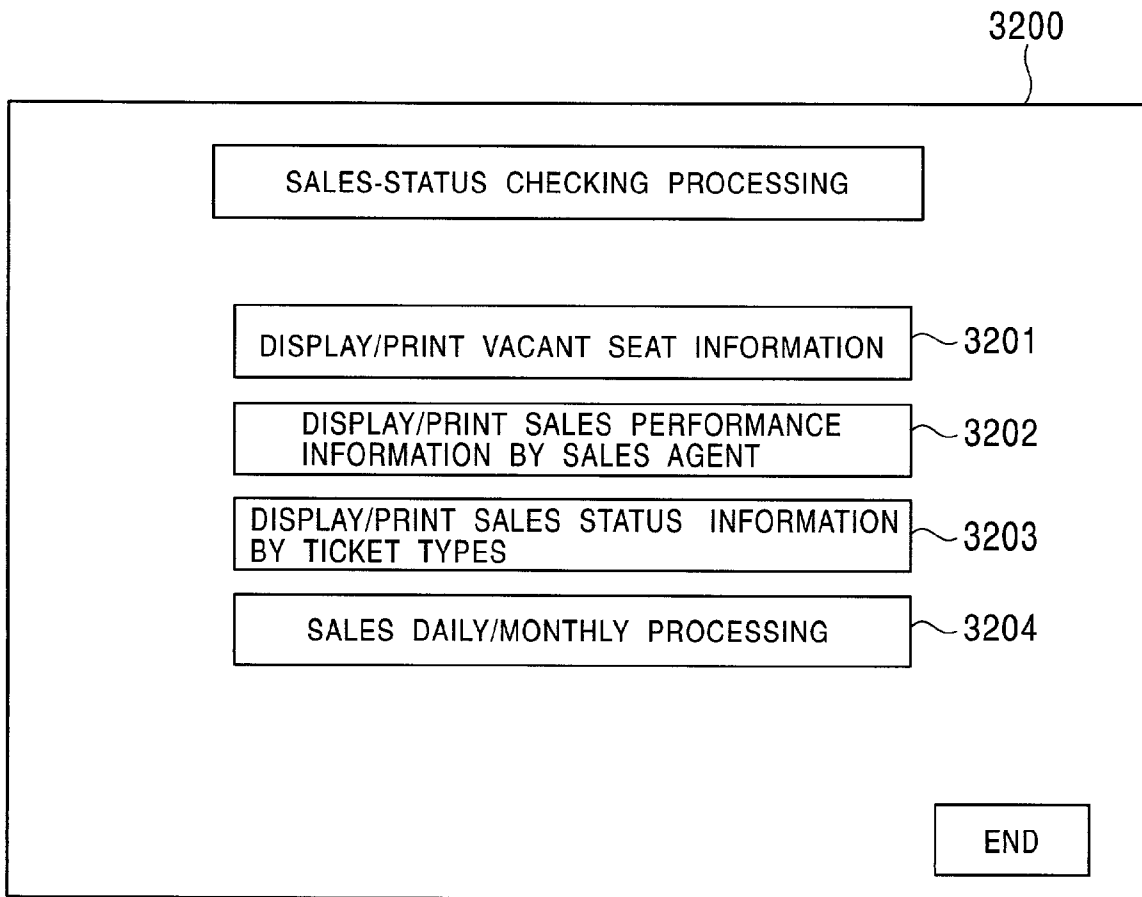 3200
SALES-STATUS CHECKING PROCESSING
DISPLAY/PRINT VACANT SEAT INFORMATION
3201
DISPLAY/PRINT SALES PERFORMANCE
INFORMATION BY SALES AGENT
3202
DISPLAY/PRINT SALES STATUS INFORMATION
BY TICKET TYPES
3203
SALES DAILY/MONTHLY PROCESSING
3204
END